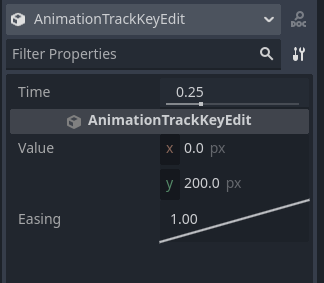 AnimationTrackKeyEdit
DOC
Filter Properties
Time 0.25
AnimationTrackKeyEdit
Value x 0.0 px
y 200.0 px
Easing 1.00